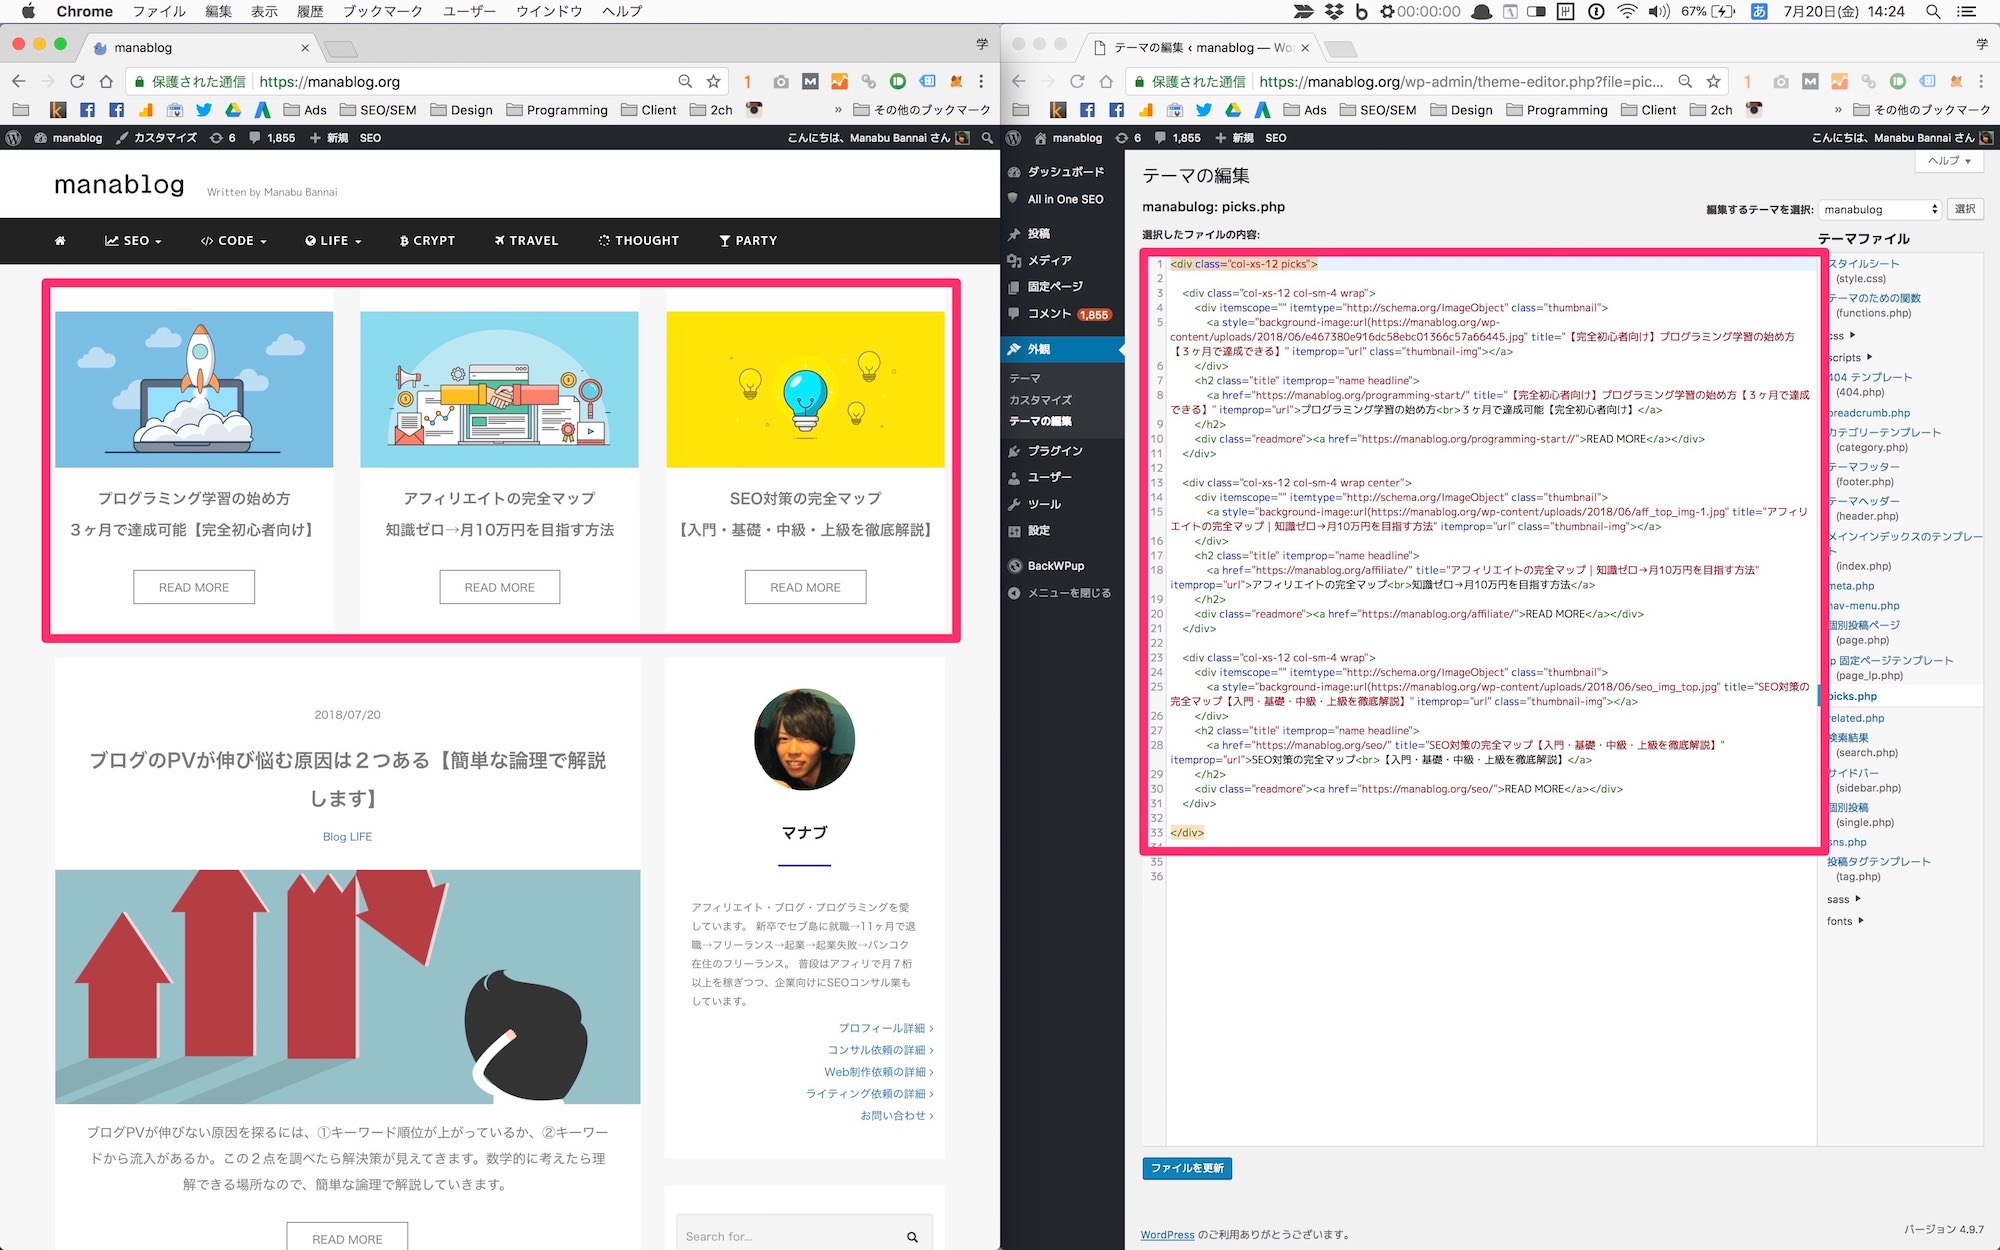 Chrome ファイル 編集 表示 履歴 ブックマーク ユーザー ウインドウ ヘルプ
00:00:00 67% あ 7月20日(金) 14:24
manablog
学
保護された通信 https://manablog.org
Ads SEO/SEM Design Programming Client 2ch » その他のブックマーク
manablog カスタマイズ 6 1,855 新規 SEO こんにちは、Manabu Bannai さん
manablog Written by Manabu Bannai
SEO CODE LIFE CRYPT TRAVEL THOUGHT PARTY
プログラミング学習の始め方
3ヶ月で達成可能【完全初心者向け】
READ MORE
アフィリエイトの完全マップ
知識ゼロ→月10万円を目指す方法
READ MORE
SEO対策の完全マップ
【入門・基礎・中級・上級を徹底解説】
READ MORE
2018/07/20
ブログのPVが伸び悩む原因は２つある【簡単な論理で解説
します】
Blog LIFE
ブログPVが伸びない原因を探るには、①キーワード順位が上がっているか、②キーワー
ドから流入があるか。この２点を調べたら解決策が見えてきます。数学的に考えたら理
解できる場所なので、簡単な論理で解説していきます。
READ MORE
マナブ
アフィリエイト・ブログ・プログラミングを愛
しています。 新卒でセブ島に就職→11ヶ月で退
職→フリーランス→起業→起業失敗→バンコク
在住のフリーランス。 普段はアフィリで月７桁
以上を稼ぎつつ、企業向けにSEOコンサル業も
しています。
プロフィール詳細 ›
コンサル依頼の詳細 ›
Web制作依頼の詳細 ›
ライティング依頼の詳細 ›
お問い合わせ ›
Search for...
テーマの編集 ‹ manablog — Wo
学
保護された通信 https://manablog.org/wp-admin/theme-editor.php?file=pic...
Ads SEO/SEM Design Programming Client 2ch » その他のブックマーク
manablog 6 1,855 新規 SEO こんにちは、Manabu Bannai さん
ダッシュボード
All in One SEO
投稿
メディア
固定ページ
コメント 1,855
外観
テーマ
カスタマイズ
テーマの編集
プラグイン
ユーザー
ツール
設定
BackWPup
メニューを閉じる
ヘルプ
テーマの編集
manabulog: picks.php
編集するテーマを選択: manabulog 選択
選択したファイルの内容:
1 <div class="col-xs-12 picks">
2
3 <div class="col-xs-12 col-sm-4 wrap">
4 <div itemscope="" itemtype="http://schema.org/ImageObject" class="thumbnail">
5 <a style="background-image:url(https://manablog.org/wp-
content/uploads/2018/06/e467380e916dc58ebc01366c57a66445.jpg" title="【完全初心者向け】プログラミング学習の始め方
【３ヶ月で達成できる】" itemprop="url" class="thumbnail-img"></a>
6 </div>
7 <h2 class="title" itemprop="name headline">
8 <a href="https://manablog.org/programming-start/" title="【完全初心者向け】プログラミング学習の始め方【３ヶ月で達成
できる】" itemprop="url">プログラミング学習の始め方<br>３ヶ月で達成可能【完全初心者向け】</a>
9 </h2>
10 <div class="readmore"><a href="https://manablog.org/programming-start//">READ MORE</a></div>
11 </div>
12
13 <div class="col-xs-12 col-sm-4 wrap center">
14 <div itemscope="" itemtype="http://schema.org/ImageObject" class="thumbnail">
15 <a style="background-image:url(https://manablog.org/wp-content/uploads/2018/06/aff_top_img-1.jpg" title="アフィリ
エイトの完全マップ｜知識ゼロ→月10万円を目指す方法" itemprop="url" class="thumbnail-img"></a>
16 </div>
17 <h2 class="title" itemprop="name headline">
18 <a href="https://manablog.org/affiliate/" title="アフィリエイトの完全マップ｜知識ゼロ→月10万円を目指す方法"
itemprop="url">アフィリエイトの完全マップ<br>知識ゼロ→月10万円を目指す方法</a>
19 </h2>
20 <div class="readmore"><a href="https://manablog.org/affiliate/">READ MORE</a></div>
21 </div>
22
23 <div class="col-xs-12 col-sm-4 wrap">
24 <div itemscope="" itemtype="http://schema.org/ImageObject" class="thumbnail">
25 <a style="background-image:url(https://manablog.org/wp-content/uploads/2018/06/seo_img_top.jpg" title="SEO対策の
完全マップ【入門・基礎・中級・上級を徹底解説】" itemprop="url" class="thumbnail-img"></a>
26 </div>
27 <h2 class="title" itemprop="name headline">
28 <a href="https://manablog.org/seo/" title="SEO対策の完全マップ【入門・基礎・中級・上級を徹底解説】"
itemprop="url">SEO対策の完全マップ<br>【入門・基礎・中級・上級を徹底解説】</a>
29 </h2>
30 <div class="readmore"><a href="https://manablog.org/seo/">READ MORE</a></div>
31 </div>
32
33 </div>
35
36
テーマファイル
スタイルシート
(style.css)
テーマのための関数
(functions.php)
css
scripts
404 テンプレート
(404.php)
breadcrumb.php
カテゴリーテンプレート
(category.php)
テーマフッター
(footer.php)
テーマヘッダー
(header.php)
メインインデックスのテンプレー
ト
(index.php)
meta.php
nav-menu.php
個別投稿ページ
(page.php)
lp 固定ページテンプレート
(page_lp.php)
picks.php
related.php
検索結果
(search.php)
サイドバー
(sidebar.php)
個別投稿
(single.php)
sns.php
投稿タグテンプレート
(tag.php)
sass
fonts
ファイルを更新
WordPress のご利用ありがとうございます。
バージョン 4.9.7